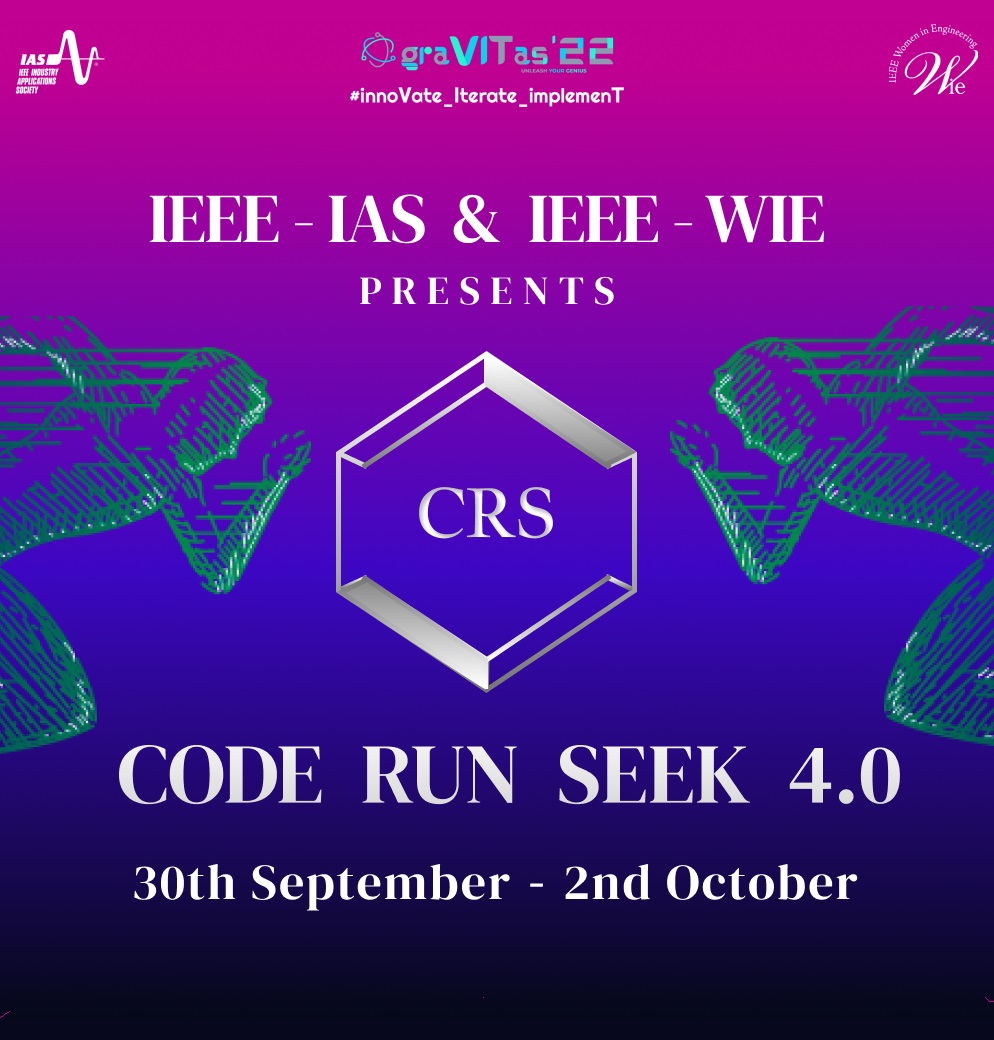 IAS
IEEE INDUSTRY
APPLICATIONS
SOCIETY
graVITas'22
UNLEASH YOUR GENIUS
#innoVate_Iterate_implemenT
IEEE Women in Engineering
Wie
IEEE - IAS & IEEE - WIE
PRESENTS
CRS
CODE RUN SEEK 4.0
30th September - 2nd October